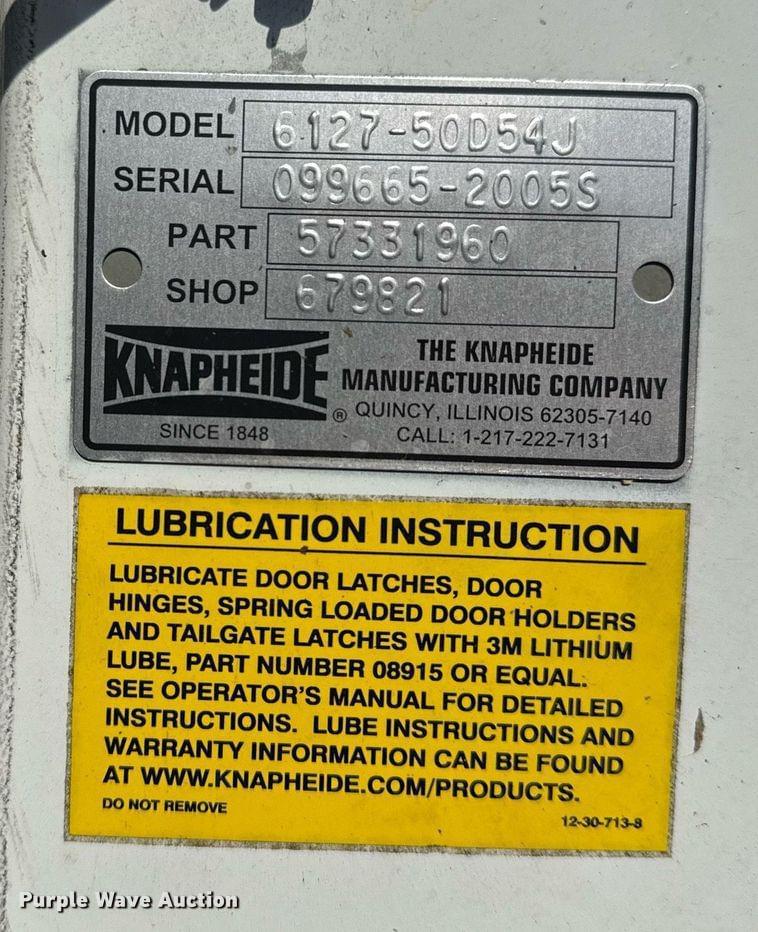 MODEL 6127-50D54J
SERIAL 099665-2005S
PART 57331960
SHOP 679821
KNAPHEIDE ®
SINCE 1848
THE KNAPHEIDE
MANUFACTURING COMPANY
QUINCY, ILLINOIS 62305-7140
CALL: 1-217-222-7131
LUBRICATION INSTRUCTION
LUBRICATE DOOR LATCHES, DOOR
HINGES, SPRING LOADED DOOR HOLDERS
AND TAILGATE LATCHES WITH 3M LITHIUM
LUBE, PART NUMBER 08915 OR EQUAL.
SEE OPERATOR'S MANUAL FOR DETAILED
INSTRUCTIONS. LUBE INSTRUCTIONS AND
WARRANTY INFORMATION CAN BE FOUND
AT WWW.KNAPHEIDE.COM/PRODUCTS.
DO NOT REMOVE
12-30-713-8
Purple Wave Auction